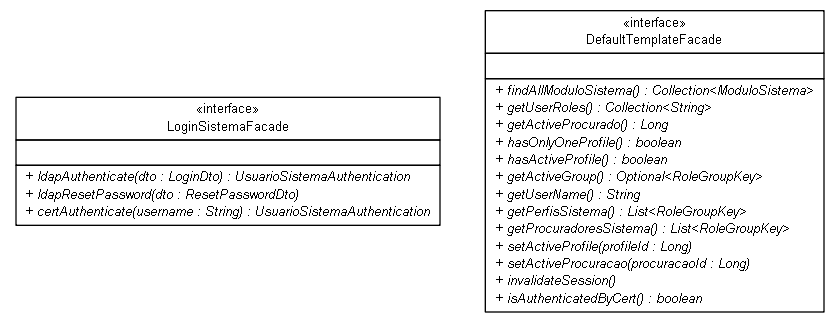 «interface»
LoginSistemaFacade
+ ldapAuthenticate(dto : LoginDto) : UsuarioSistemaAuthentication
+ ldapResetPassword(dto : ResetPasswordDto)
+ certAuthenticate(username : String) : UsuarioSistemaAuthentication
«interface»
DefaultTemplateFacade
+ findAllModuloSistema() : Collection<ModuloSistema>
+ getUserRoles() : Collection<String>
+ getActiveProcurado() : Long
+ hasOnlyOneProfile() : boolean
+ hasActiveProfile() : boolean
+ getActiveGroup() : Optional<RoleGroupKey>
+ getUserName() : String
+ getPerfisSistema() : List<RoleGroupKey>
+ getProcuradoresSistema() : List<RoleGroupKey>
+ setActiveProfile(profileId : Long)
+ setActiveProcuracao(procuracaoId : Long)
+ invalidateSession()
+ isAuthenticatedByCert() : boolean